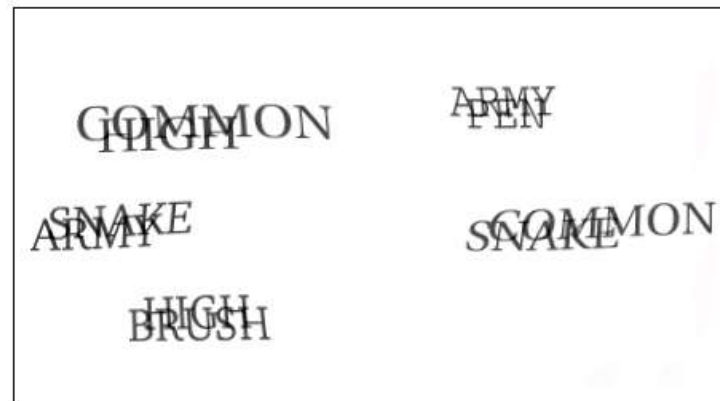 COMMON
HIGH
ARMY
PEN
SNAKE
ARMY
COMMON
SNAKE
HIGH
BRUSH